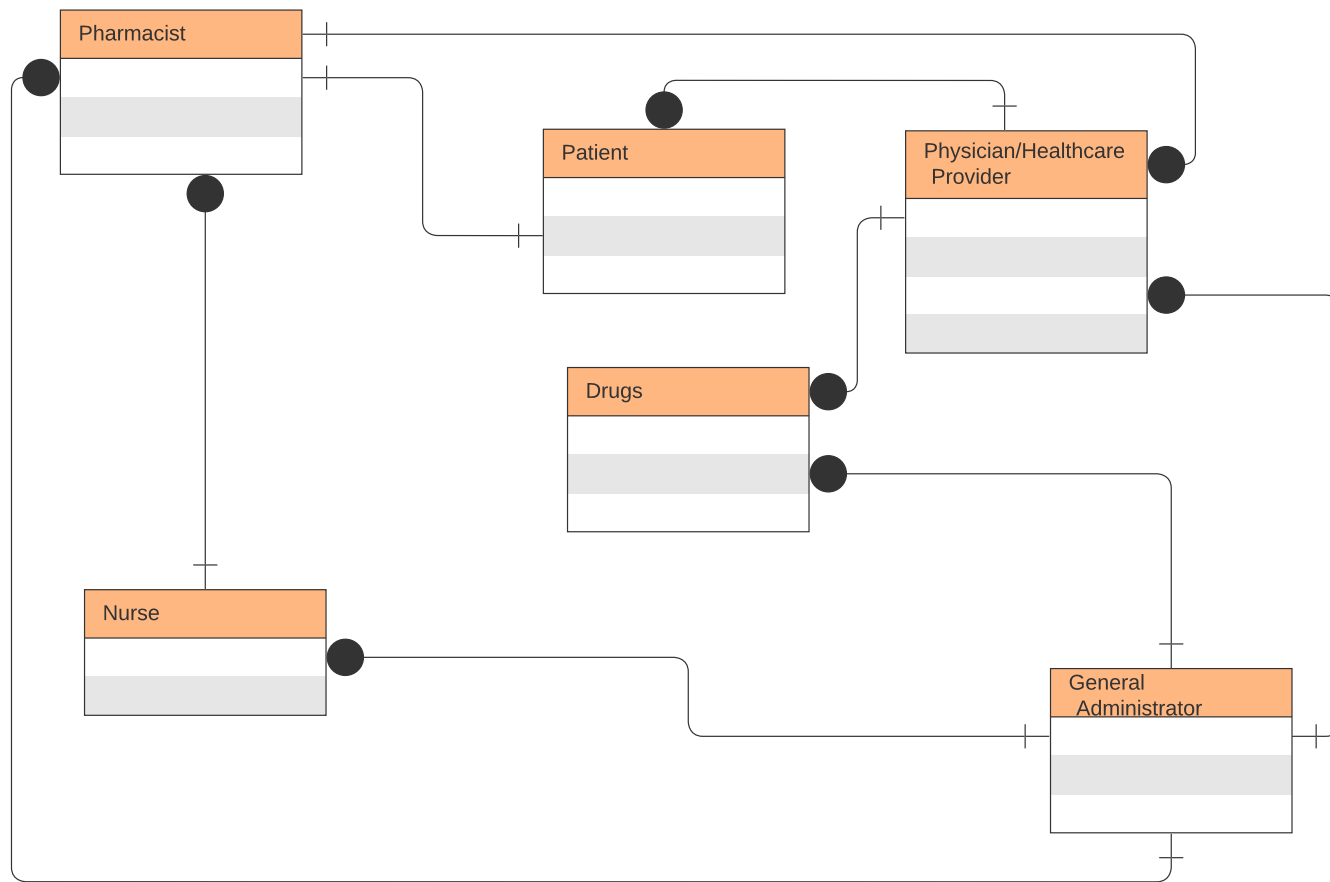 Pharmacist
Patient
Physician/Healthcare
Provider
Drugs
Nurse
General
Administrator